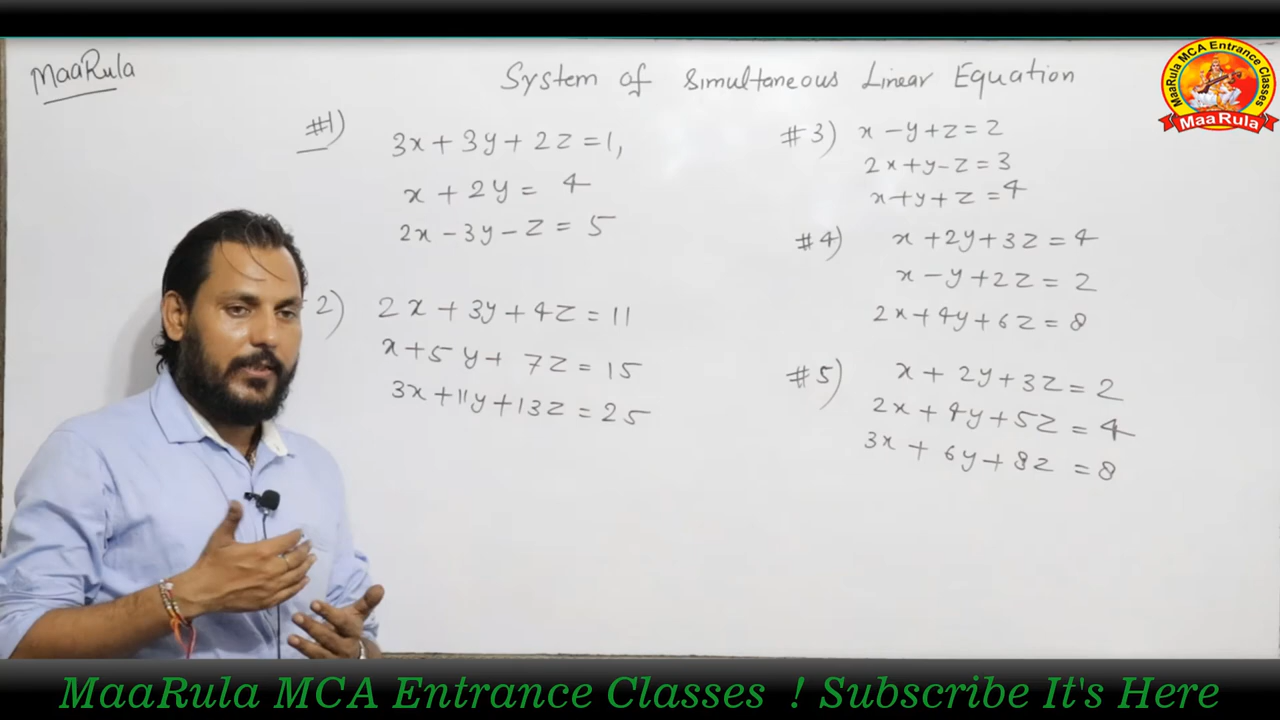 MaaRula
System of Simultaneous Linear Equation
#1) 3x + 3y + 2z = 1,
x + 2y = 4
2x - 3y - z = 5
2) 2x + 3y + 4z = 11
x + 5y + 7z = 15
3x + 11y + 13z = 25
#3) x - y + z = 2
2x + y - z = 3
x + y + z = 4
#4) x + 2y + 3z = 4
x - y + 2z = 2
2x + 4y + 6z = 8
#5) x + 2y + 3z = 2
2x + 4y + 5z = 4
3x + 6y + 8z = 8
MaaRula MCA Entrance Classes
MaaRula
MaaRula MCA Entrance Classes ! Subscribe It's Here